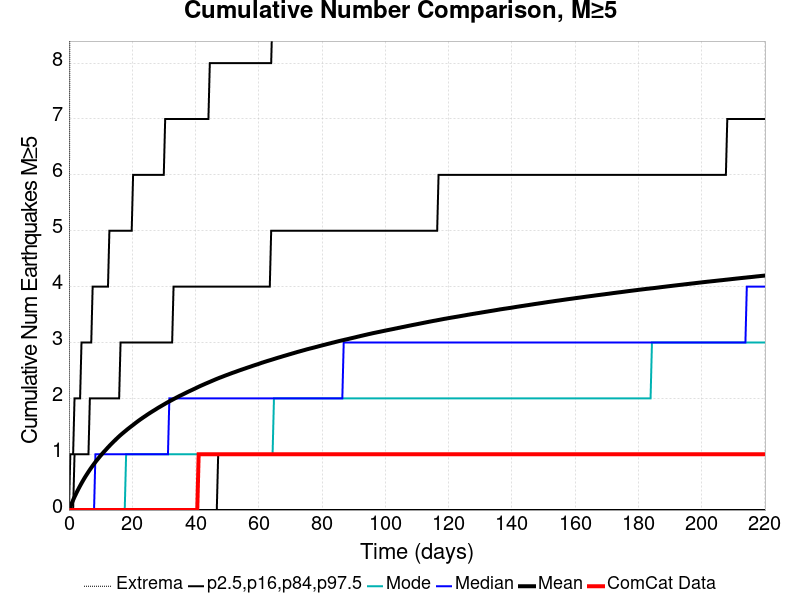 Cumulative Number Comparison, M≥5
Cumulative Num Earthquakes M≥5
8
7
6
5
4
3
2
1
0
0 20 40 60 80 100 120 140 160 180 200 220
Time (days)
Extrema p2.5,p16,p84,p97.5 Mode Median Mean ComCat Data